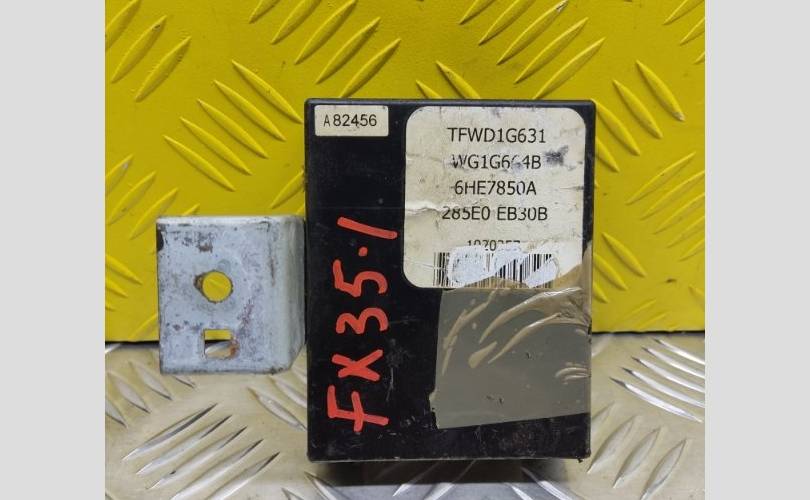 A82456
TFWD1G631
WG1G664B
6HE7850A
285E0 EB30B
FX35.1